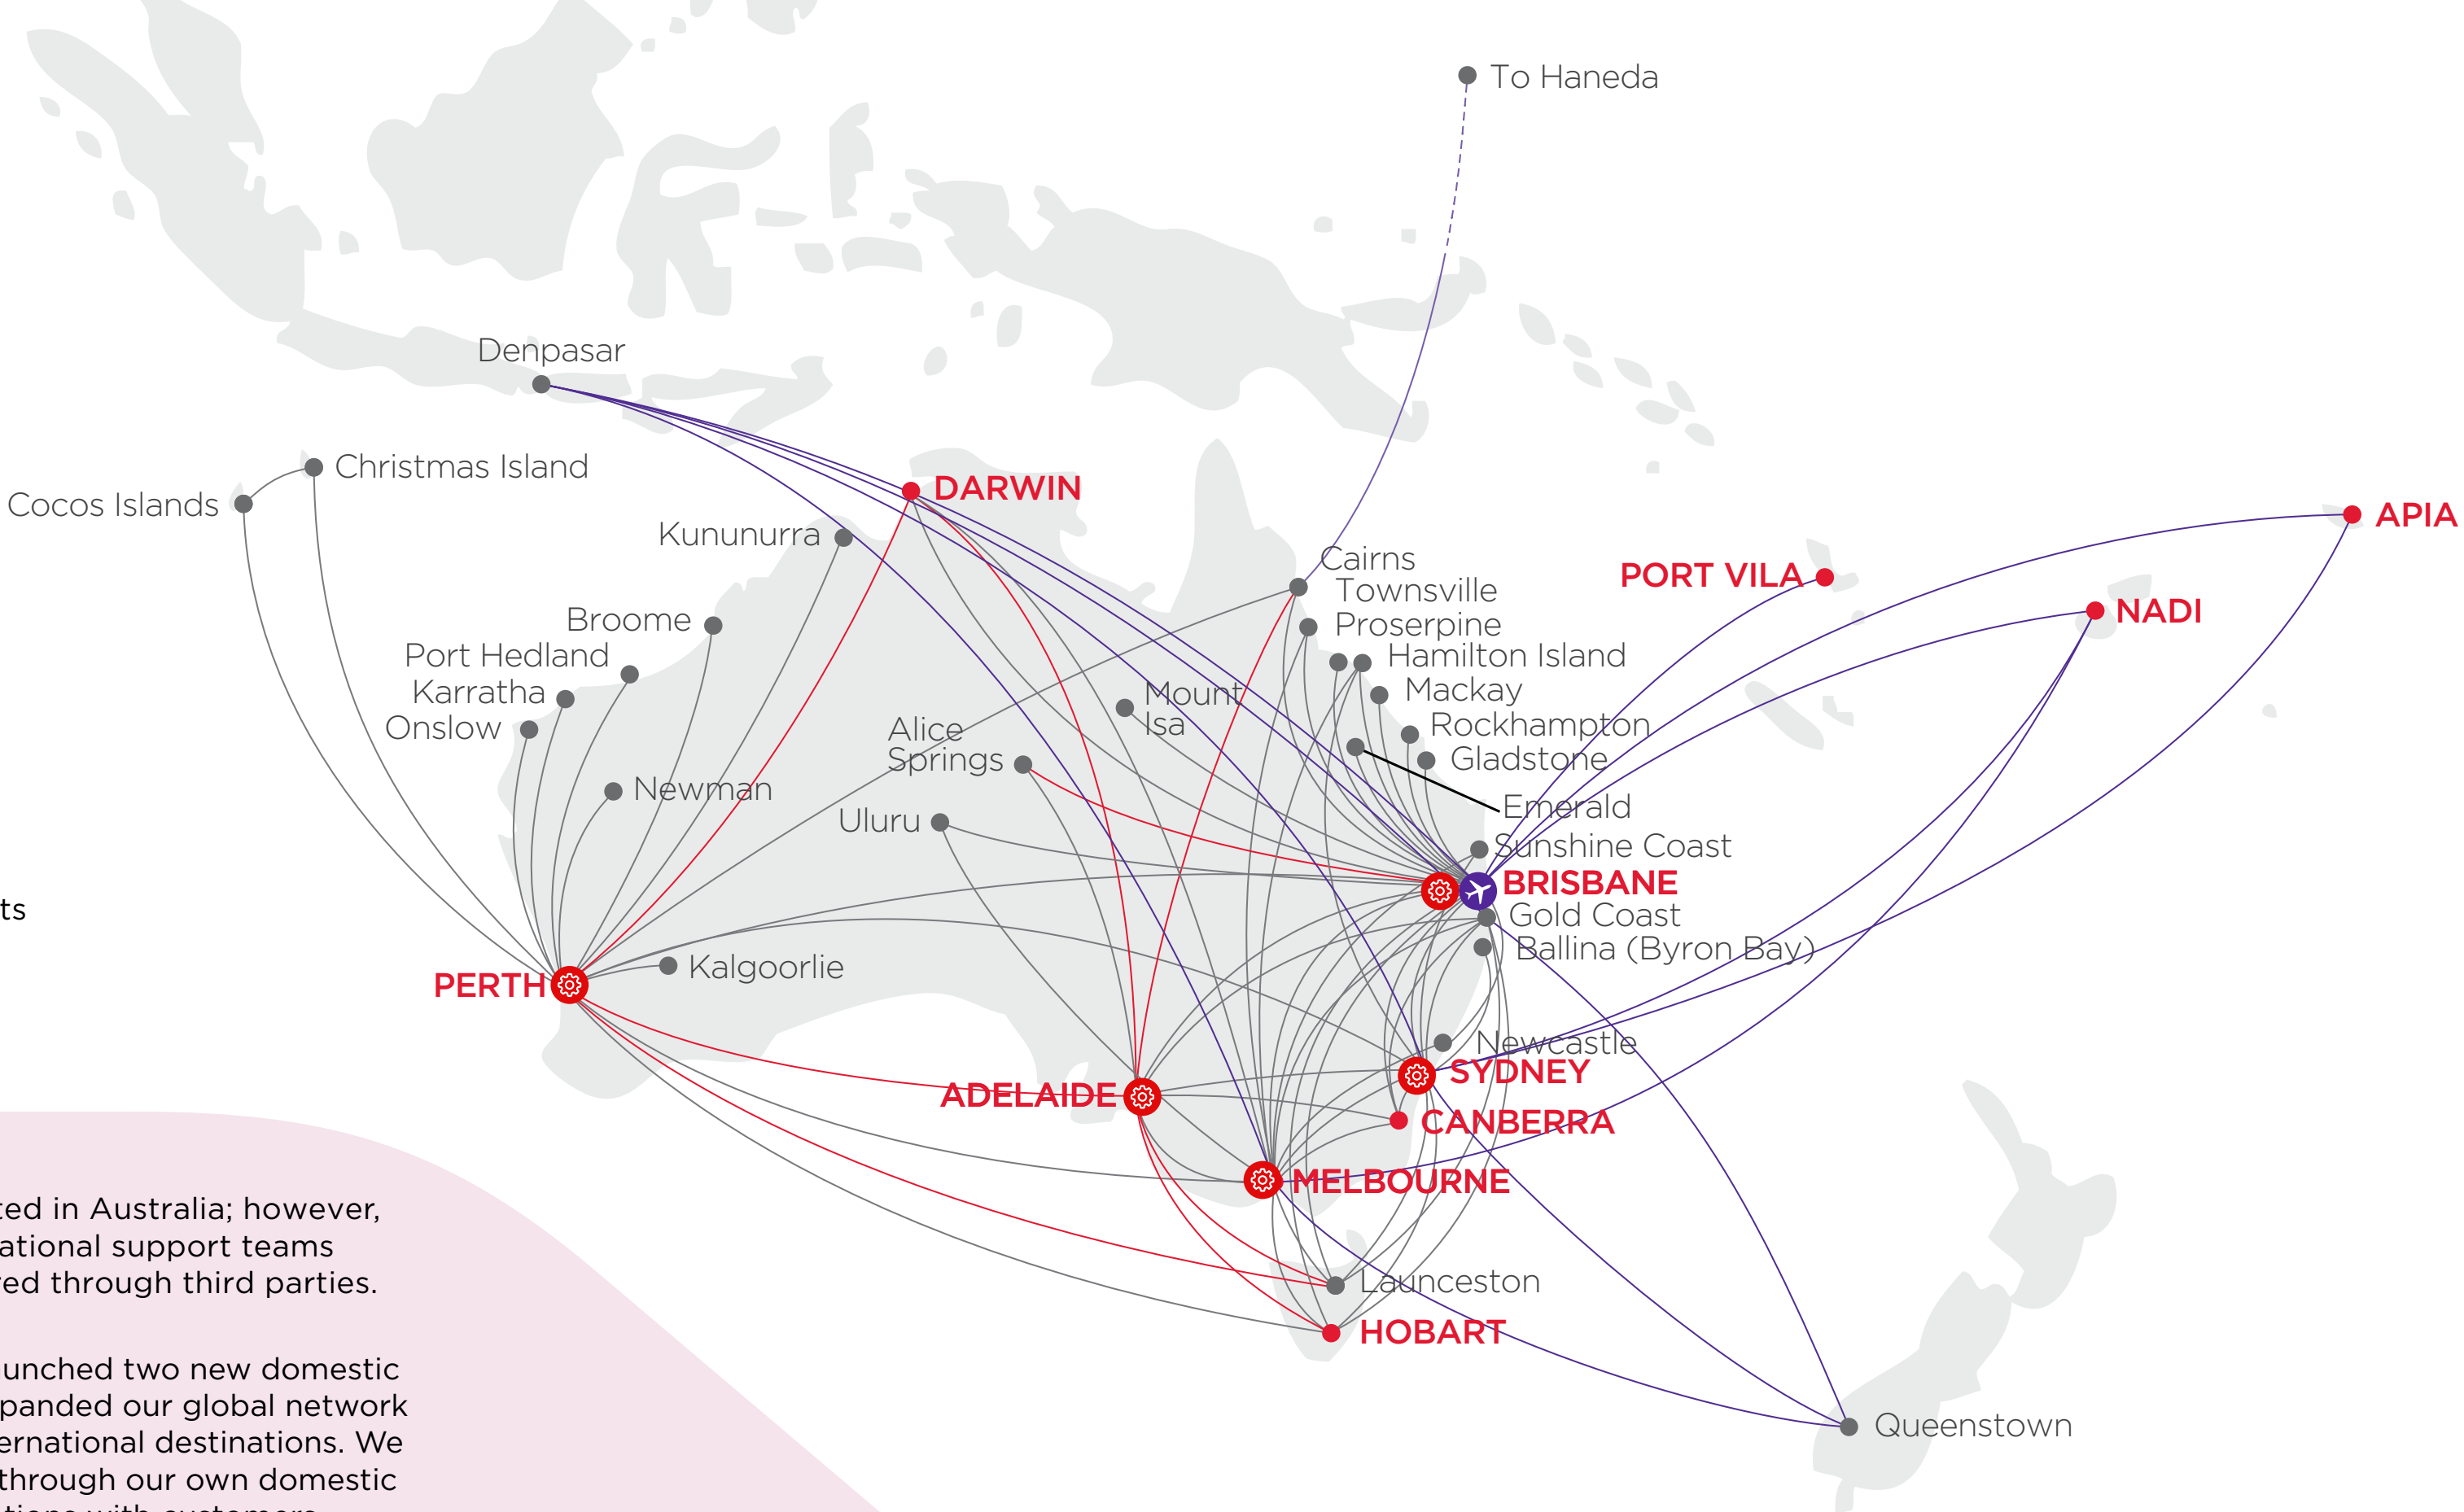 To Haneda
Denpasar
Christmas Island
Cocos Islands
DARWIN
APIA
Kununurra
Cairns
PORT VILA
Townsville
NADI
Broome
Proserpine
Port Hedland
Hamilton Island
Karratha
Mount
Isa
Mackay
Onslow
Alice
Springs
Rockhampton
Gladstone
Newman
Emerald
Uluru
Sunshine Coast
BRISBANE
ts
Gold Coast
Ballina (Byron Bay)
Kalgoorlie
PERTH
Newcastle
SYDNEY
ADELAIDE
CANBERRA
MELBOURNE
Launceston
HOBART
Queenstown
ted in Australia; however,
ational support teams
red through third parties.
unched two new domestic
panded our global network
ernational destinations. We
through our own domestic
tions with customers